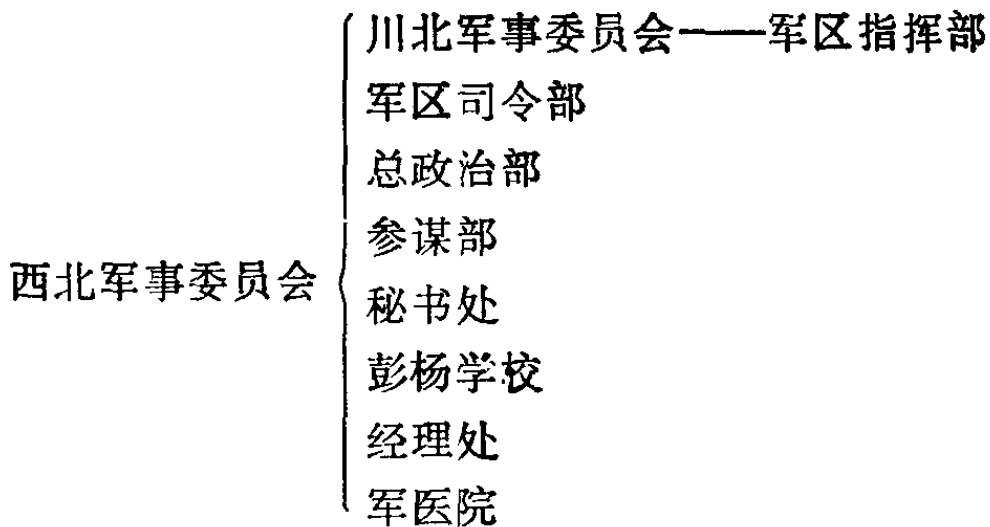 川北军事委员会——军区指挥部
军区司令部
总政治部
参谋部
西北军事委员会
秘书处
彭杨学校
经理处
军医院